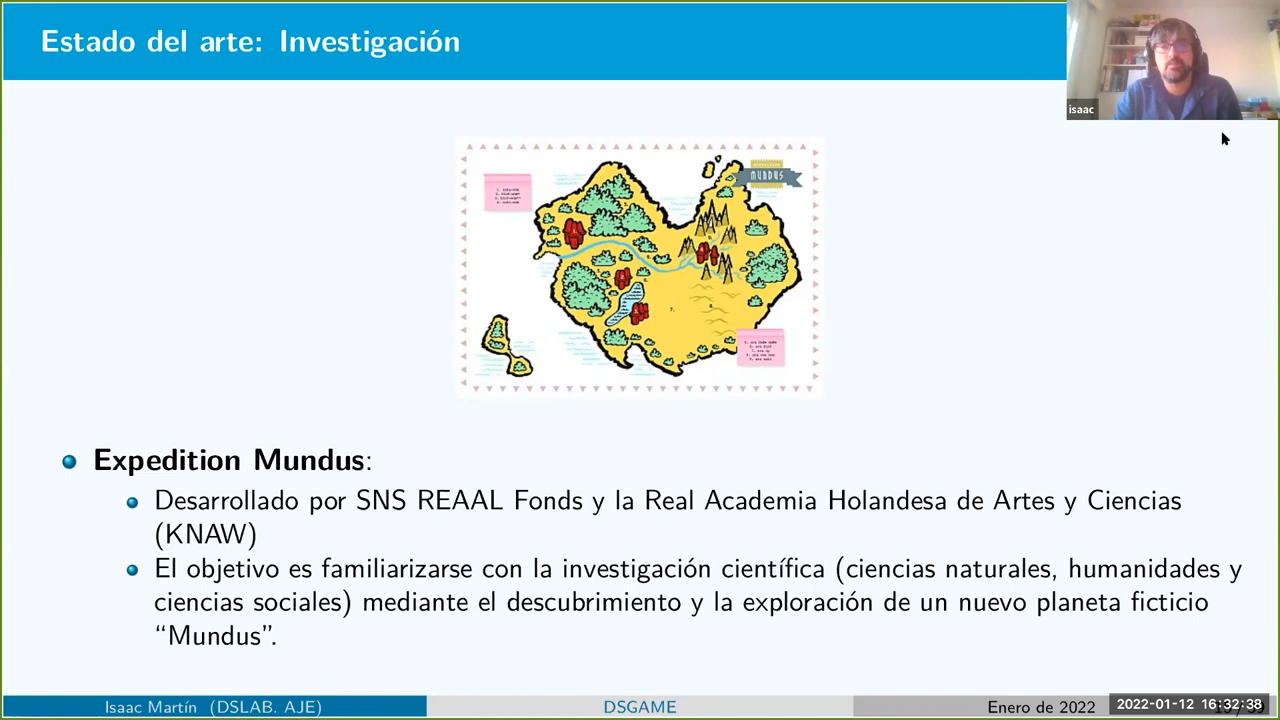 Estado del arte: Investigación
isaac
MUNDUS
Expedition Mundus:
Desarrollado por SNS REAAL Fonds y la Real Academia Holandesa de Artes y Ciencias
(KNAW)
El objetivo es familiarizarse con la investigación científica (ciencias naturales, humanidades y
ciencias sociales) mediante el descubrimiento y la exploración de un nuevo planeta ficticio
“Mundus”.
Isaac Martín (DSLAB. AJE)
DSGAME
Enero de 2022
2022-01-12 16:32:38